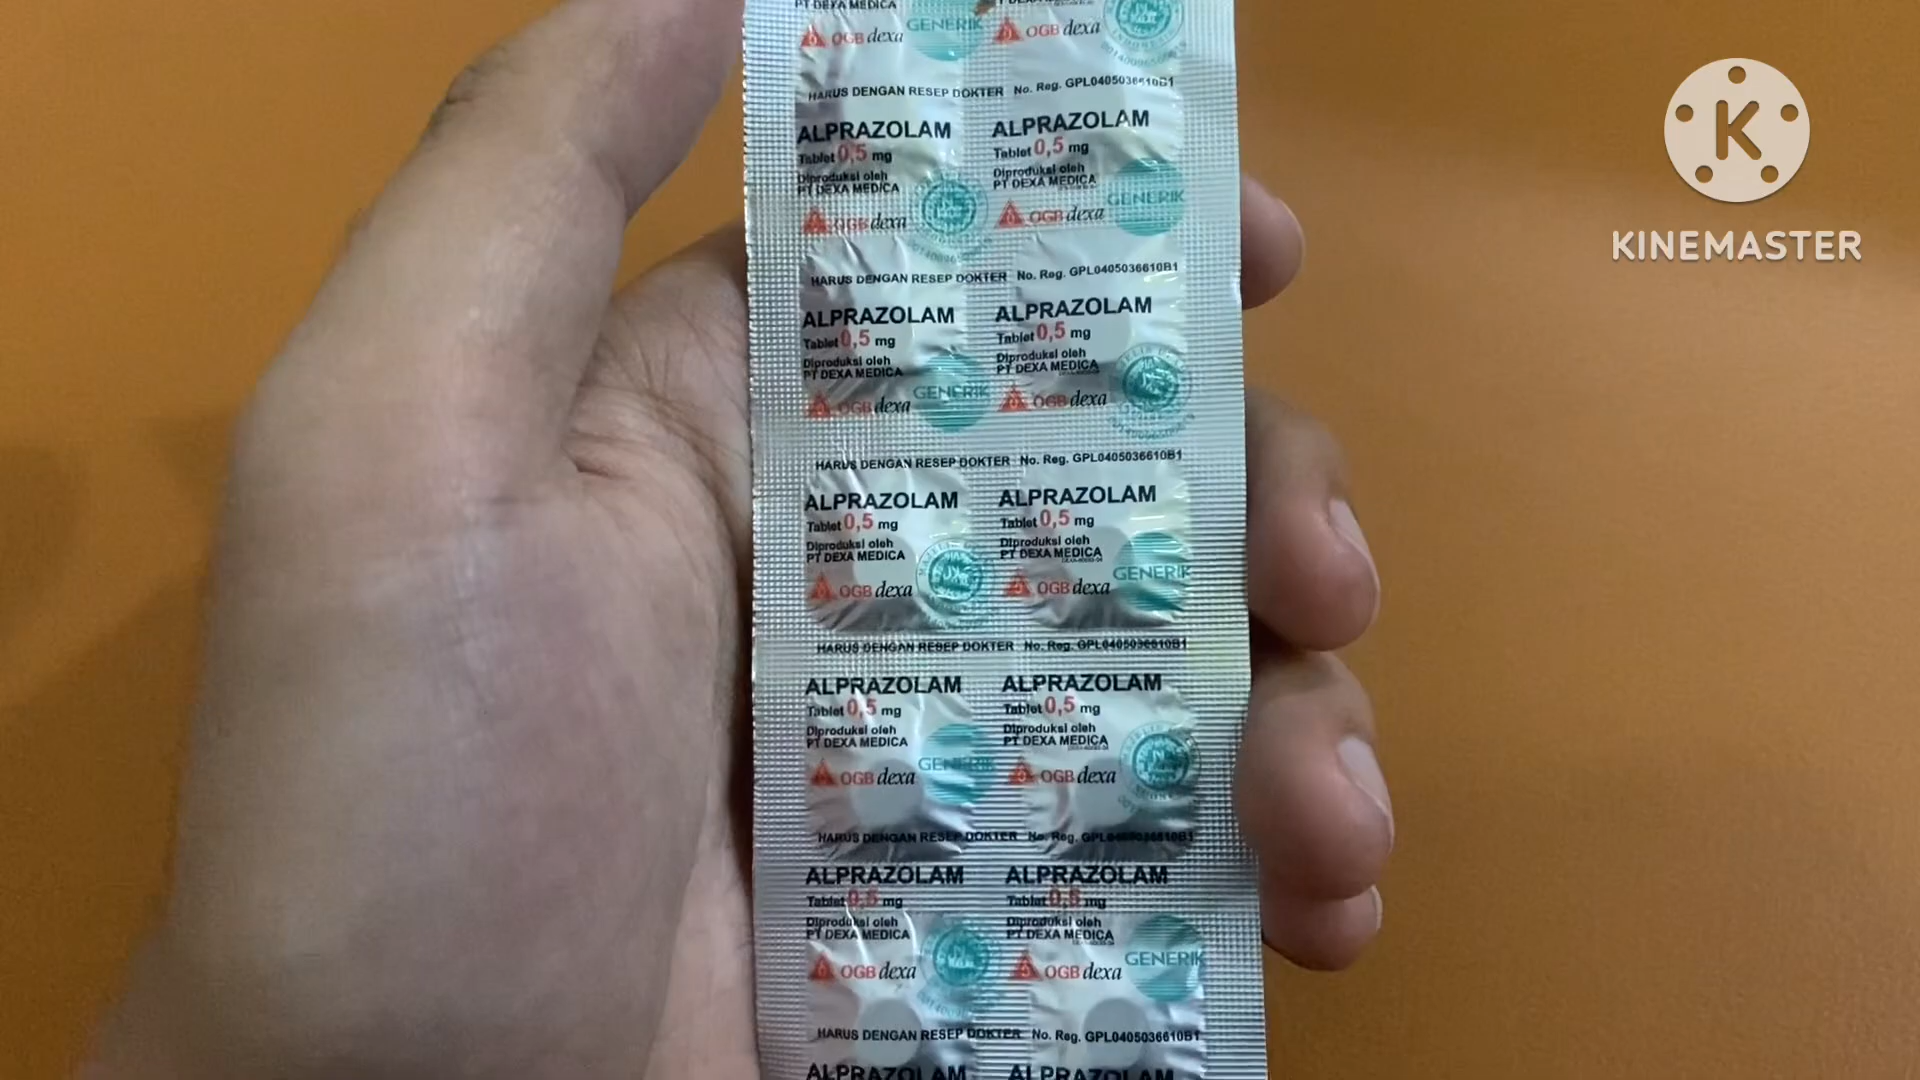 PT DEXA MEDICA
OGB dexa GENERIK OGB dexa
HARUS DENGAN RESEP DOKTER No. Reg. GPL0405036610B1
ALPRAZOLAM ALPRAZOLAM
Tablet 0,5 mg Tablet 0,5 mg
Diproduksi oleh Diproduksi oleh
PT DEXA MEDICA PT DEXA MEDICA
OGB dexa OGB dexa GENERIK
HARUS DENGAN RESEP DOKTER No. Reg. GPL0405036610B1
ALPRAZOLAM ALPRAZOLAM
Tablet 0,5 mg Tablet 0,5 mg
Diproduksi oleh Diproduksi oleh
PT DEXA MEDICA PT DEXA MEDICA
OGB dexa GENERIK OGB dexa
HARUS DENGAN RESEP DOKTER No. Reg. GPL0405036610B1
ALPRAZOLAM ALPRAZOLAM
Tablet 0,5 mg Tablet 0,5 mg
Diproduksi oleh Diproduksi oleh
PT DEXA MEDICA PT DEXA MEDICA
OGB dexa OGB dexa GENERIK
HARUS DENGAN RESEP DOKTER No. Reg. GPL0405036610B1
ALPRAZOLAM ALPRAZOLAM
Tablet 0,5 mg Tablet 0,5 mg
Diproduksi oleh Diproduksi oleh
PT DEXA MEDICA PT DEXA MEDICA
OGB dexa GENERIK OGB dexa
HARUS DENGAN RESEP DOKTER No. Reg. GPL0405036610B1
ALPRAZOLAM ALPRAZOLAM
Tablet 0,5 mg Tablet 0,5 mg
Diproduksi oleh Diproduksi oleh
PT DEXA MEDICA PT DEXA MEDICA
OGB dexa OGB dexa GENERIK
HARUS DENGAN RESEP DOKTER No. Reg. GPL0405036610B1
ALPRAZOLAM ALPRAZOLAM
K
KINEMASTER